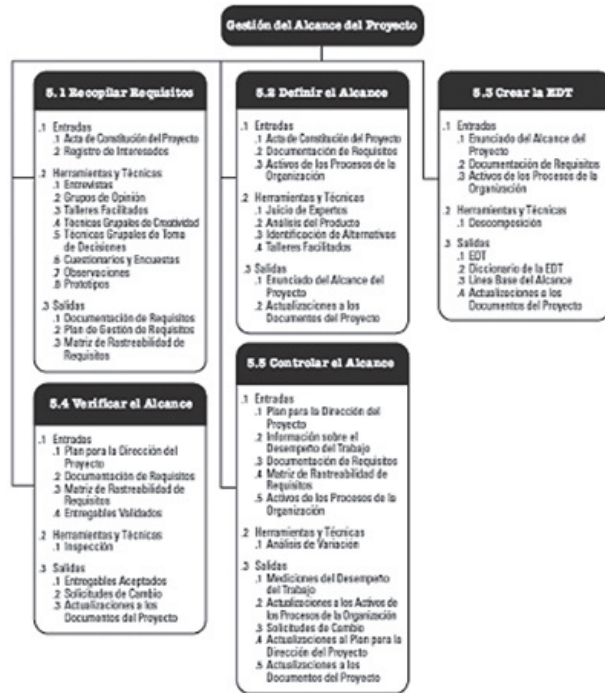 Gestión del Alcance del Proyecto
5.1 Recopilar Requisitos
.1 Entradas
.1 Acta de Constitución del Proyecto
.2 Registro de Interesados
.2 Herramientas y Técnicas
.1 Entrevistas
.2 Grupos de Opinión
.3 Talleres Facilitados
.4 Técnicas Grupales de Creatividad
.5 Técnicas Grupales de Toma
de Decisiones
.6 Cuestionarios y Encuestas
.7 Observaciones
.8 Prototipos
.3 Salidas
.1 Documentación de Requisitos
.2 Plan de Gestión de Requisitos
.3 Matriz de Rastreabilidad de
Requisitos
5.2 Definir el Alcance
.1 Entradas
.1 Acta de Constitución del Proyecto
.2 Documentación de Requisitos
.3 Activos de los Procesos de la
Organización
.2 Herramientas y Técnicas
.1 Juicio de Expertos
.2 Análisis del Producto
.3 Identificación de Alternativas
.4 Talleres Facilitados
.3 Salidas
.1 Enunciado del Alcance del
Proyecto
.2 Actualizaciones a los
Documentos del Proyecto
5.3 Crear la EDT
.1 Entradas
.1 Enunciado del Alcance del
Proyecto
.2 Documentación de Requisitos
.3 Activos de los Procesos de la
Organización
.2 Herramientas y Técnicas
.1 Descomposición
.3 Salidas
.1 EDT
.2 Diccionario de la EDT
.3 Línea Base del Alcance
.4 Actualizaciones a los
Documentos del Proyecto
5.4 Verificar el Alcance
.1 Entradas
.1 Plan para la Dirección del
Proyecto
.2 Documentación de Requisitos
.3 Matriz de Rastreabilidad de
Requisitos
.4 Entregables Validados
.2 Herramientas y Técnicas
.1 Inspección
.3 Salidas
.1 Entregables Aceptados
.2 Solicitudes de Cambio
.3 Actualizaciones a los
Documentos del Proyecto
5.5 Controlar el Alcance
.1 Entradas
.1 Plan para la Dirección del
Proyecto
.2 Información sobre el
Desempeño del Trabajo
.3 Documentación de Requisitos
.4 Matriz de Rastreabilidad de
Requisitos
.5 Activos de los Procesos de la
Organización
.2 Herramientas y Técnicas
.1 Análisis de Variación
.3 Salidas
.1 Mediciones del Desempeño
del Trabajo
.2 Actualizaciones a los Activos de
los Procesos de la Organización
.3 Solicitudes de Cambio
.4 Actualizaciones al Plan para la
Dirección del Proyecto
.5 Actualizaciones a los
Documentos del Proyecto